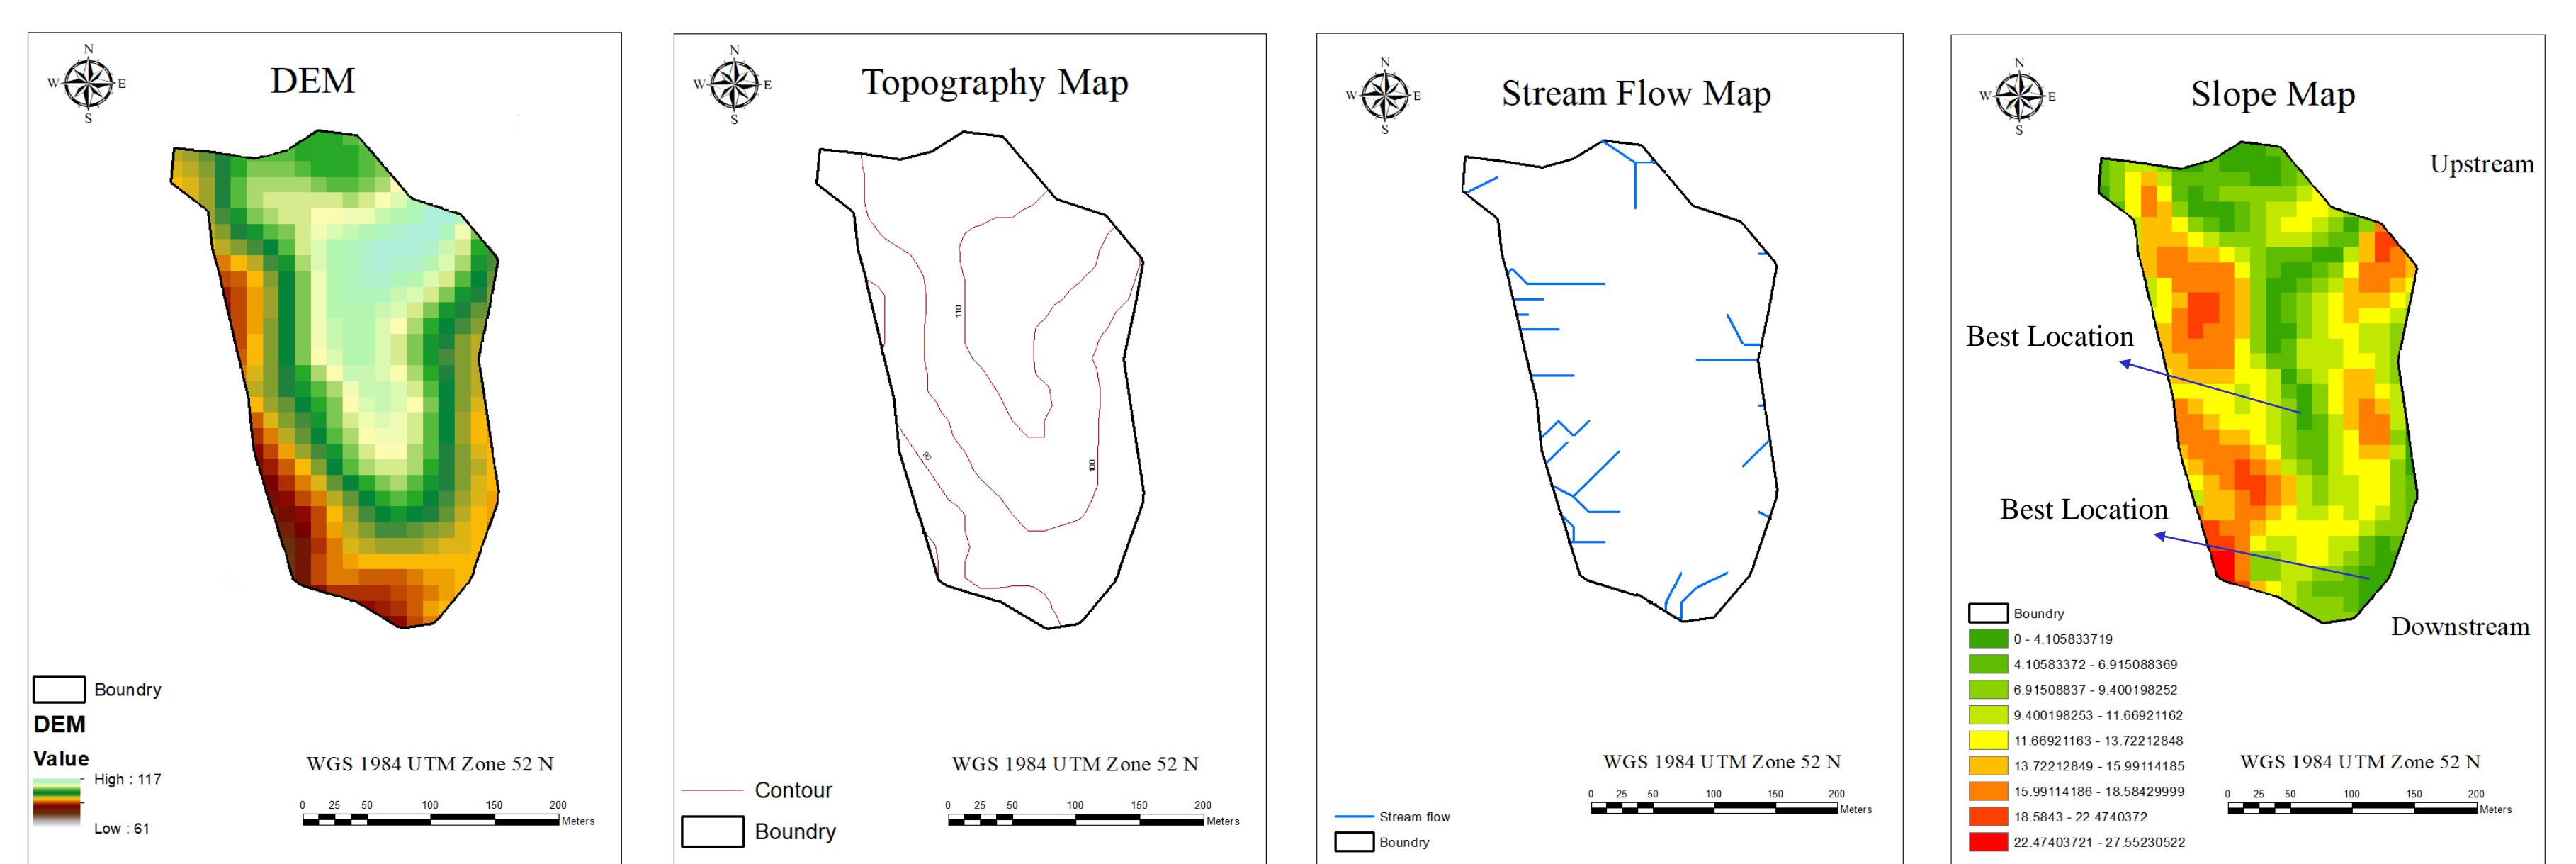 N
W
E
S
DEM
Boundry
DEM
Value
High : 117
Low : 61
WGS 1984 UTM Zone 52 N
0 25 50 100 150 200
Meters
N
W
E
S
Topography Map
110
90
100
Contour
Boundry
WGS 1984 UTM Zone 52 N
0 25 50 100 150 200
Meters
N
W
E
S
Stream Flow Map
Stream flow
Boundry
WGS 1984 UTM Zone 52 N
0 25 50 100 150 200
Meters
N
W
E
S
Slope Map
Upstream
Best Location
Best Location
Downstream
Boundry
0 - 4.105833719
4.10583372 - 6.915088369
6.91508837 - 9.400198252
9.400198253 - 11.66921162
11.66921163 - 13.72212848
13.72212849 - 15.99114185
15.99114186 - 18.58429999
18.5843 - 22.4740372
22.47403721 - 27.55230522
WGS 1984 UTM Zone 52 N
0 25 50 100 150 200
Meters